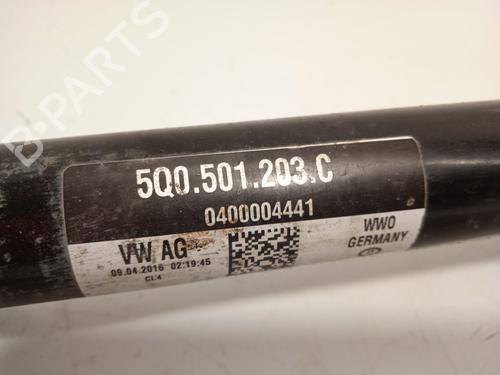 5Q0.501.203.C
0400004441
VW AG
09.04.2016 02:19:45
CL4
WWO
GERMANY
B-PARTS